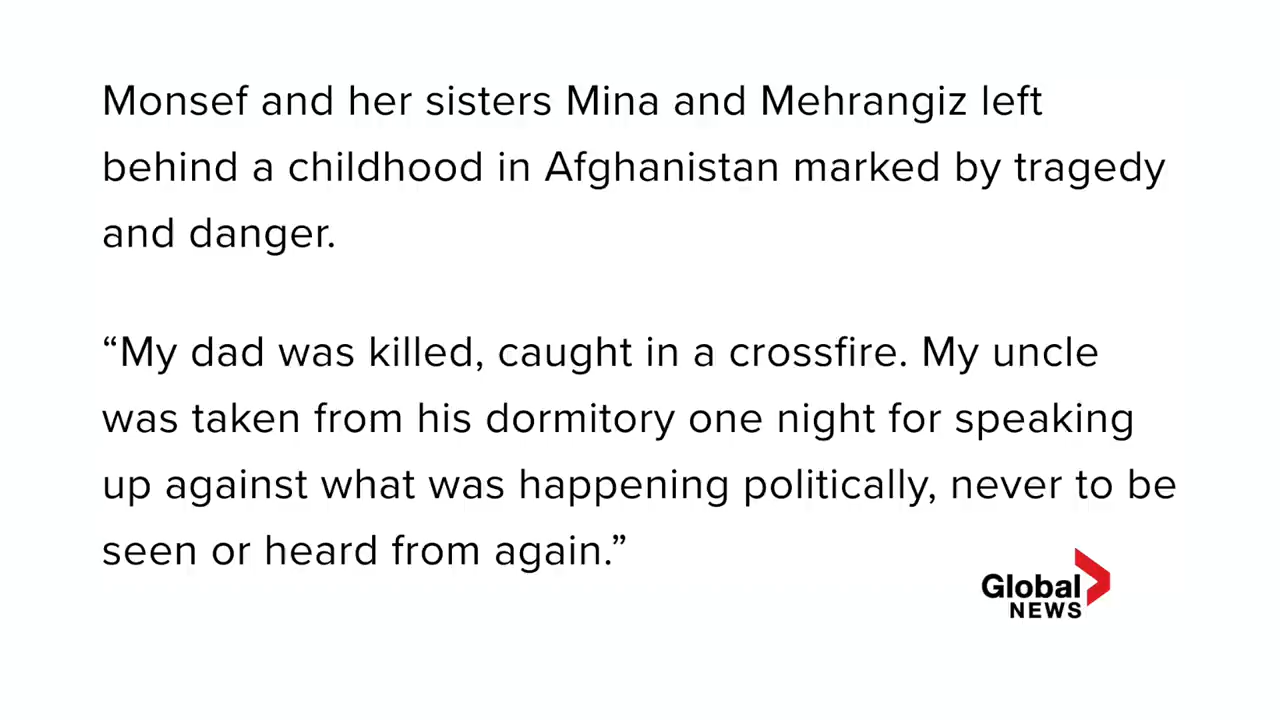 Monsef and her sisters Mina and Mehrangiz left
behind a childhood in Afghanistan marked by tragedy
and danger.
“My dad was killed, caught in a crossfire. My uncle
was taken from his dormitory one night for speaking
up against what was happening politically, never to be
seen or heard from again.”
Global
NEWS